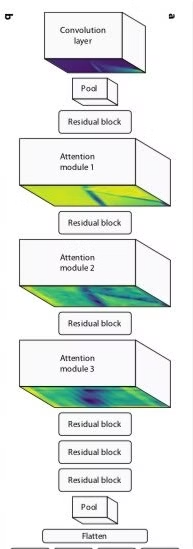 b
a
Convolution
layer
Pool
Residual block
Attention
module 1
Residual block
Attention
module 2
Residual block
Attention
module 3
Residual block
Residual block
Residual block
Pool
Flatten